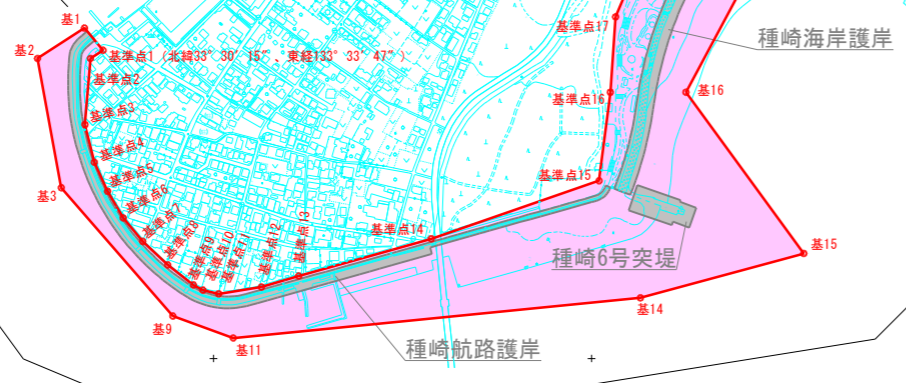 基1
基準点17
種崎海岸護岸
基2
基準点1（北緯33°30′15″、東経133°33′47″）
基準点2
基準点16
基16
基準点3
基準点4
基準点5
基準点15
基3
基準点6
基準点7
基準点8
基準点9
基準点10
基準点11
基準点12
基準点13
基準点14
基15
種崎6号突堤
基14
基9
基11
種崎航路護岸